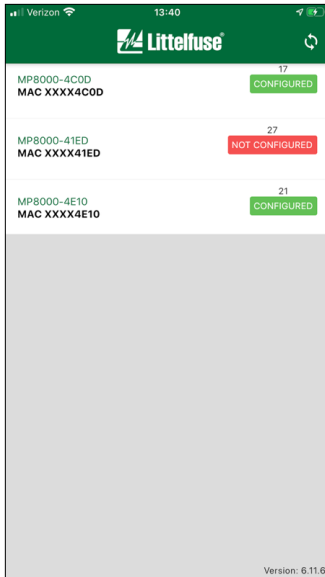 Verizon 13:40
Littelfuse®
17
MP8000-4C0D CONFIGURED
MAC XXXX4C0D
27
MP8000-41ED NOT CONFIGURED
MAC XXXX41ED
21
MP8000-4E10 CONFIGURED
MAC XXXX4E10
Version: 6.11.6